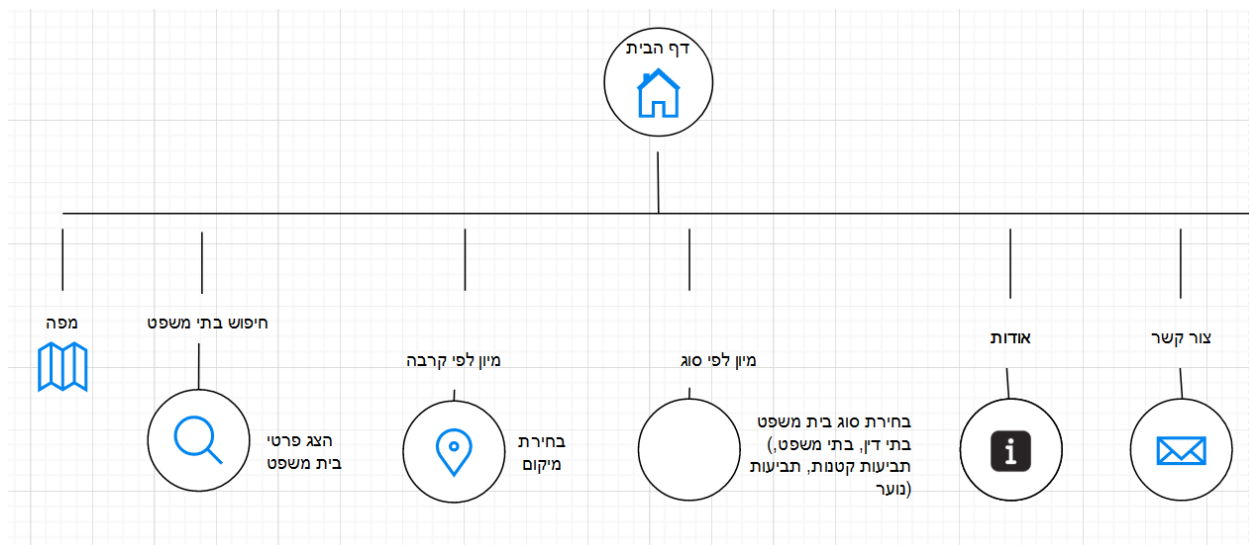 דף הבית
מפה
חיפוש בתי משפט
הצג פרטי
בית משפט
מיון לפי קרבה
בחירת
מיקום
מיון לפי סוג
בחירת סוג בית משפט
בתי דין, בתי משפט,)
תביעות קטנות, תביעות
(נוער
אודות
צור קשר